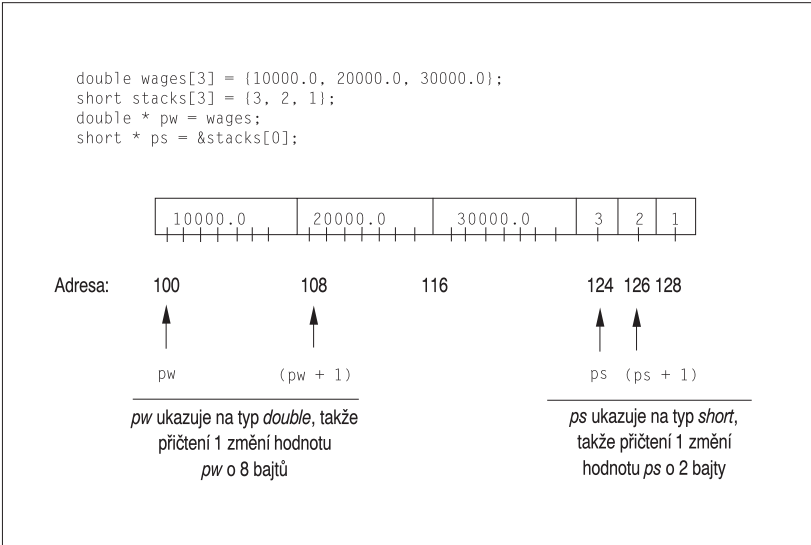 double wages[3] = {10000.0, 20000.0, 30000.0};
short stacks[3] = {3, 2, 1};
double * pw = wages;
short * ps = &stacks[0];
10000.0 20000.0 30000.0 3 2 1
Adresa: 100 108 116 124 126 128
pw (pw + 1) ps (ps + 1)
pw ukazuje na typ double, takže
přičtení 1 změní hodnotu
pw o 8 bajtů
ps ukazuje na typ short,
takže přičtení 1 změní
hodnotu ps o 2 bajty